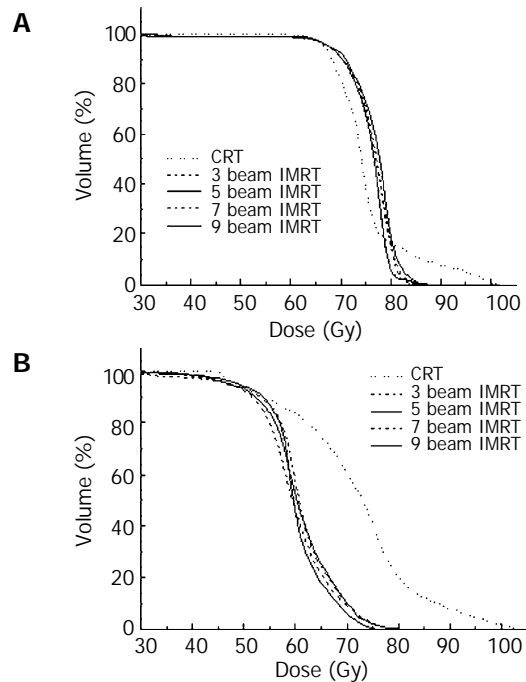 A
Volume (%)
100
80
60
40
20
0
CRT
3 beam IMRT
5 beam IMRT
7 beam IMRT
9 beam IMRT
30 40 50 60 70 80 90 100
Dose (Gy)
B
Volume (%)
100
80
60
40
20
0
CRT
3 beam IMRT
5 beam IMRT
7 beam IMRT
9 beam IMRT
30 40 50 60 70 80 90 100
Dose (Gy)